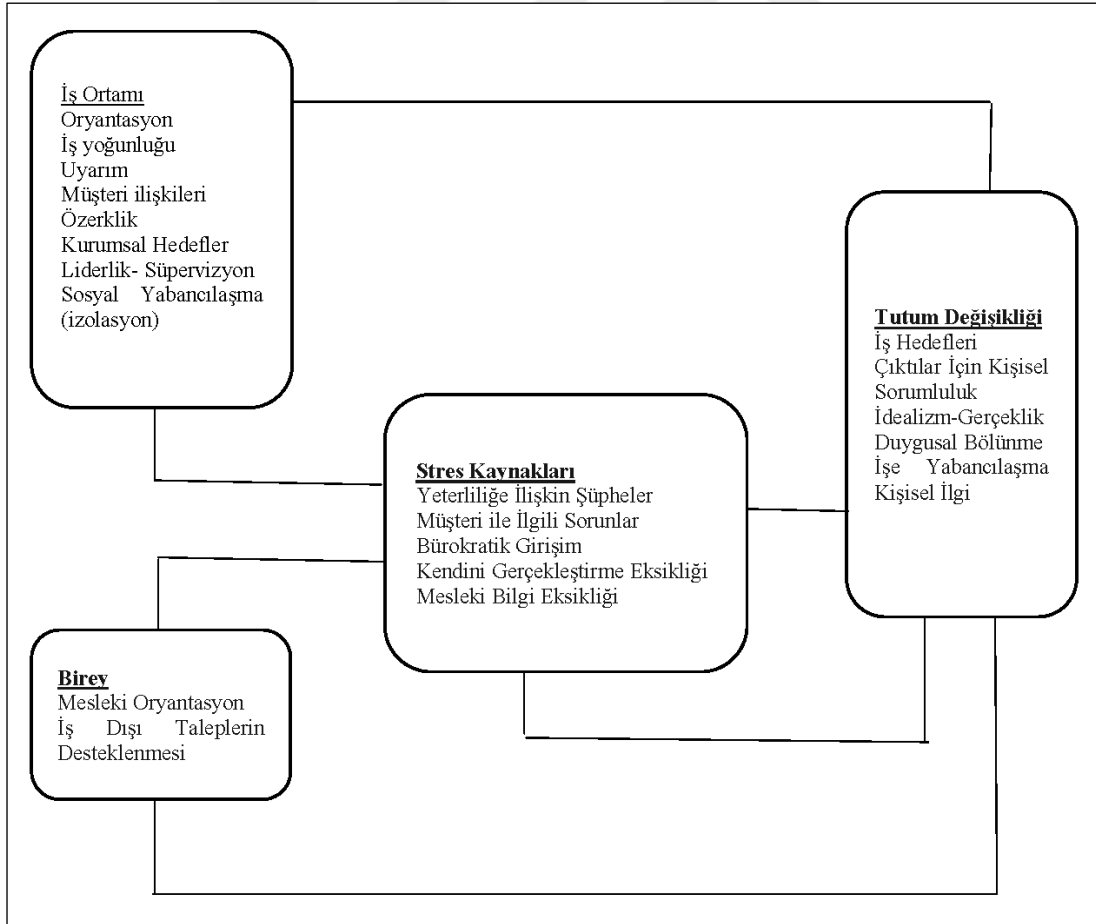 İş Ortamı
Oryantasyon
İş yoğunluğu
Uyarım
Müşteri ilişkileri
Özerklik
Kurumsal Hedefler
Liderlik- Süpervizyon
Sosyal Yabancılaşma
(izolasyon)
Stres Kaynakları
Yeterliliğe İlişkin Şüpheler
Müşteri ile İlgili Sorunlar
Bürokratik Girişim
Kendini Gerçekleştirme Eksikliği
Mesleki Bilgi Eksikliği
Birey
Mesleki Oryantasyon
İş Dışı Taleplerin
Desteklenmesi
Tutum Değişikliği
İş Hedefleri
Çıktılar İçin Kişisel
Sorumluluk
İdealizm-Gerçeklik
Duygusal Bölünme
İşe Yabancılaşma
Kişisel İlgi